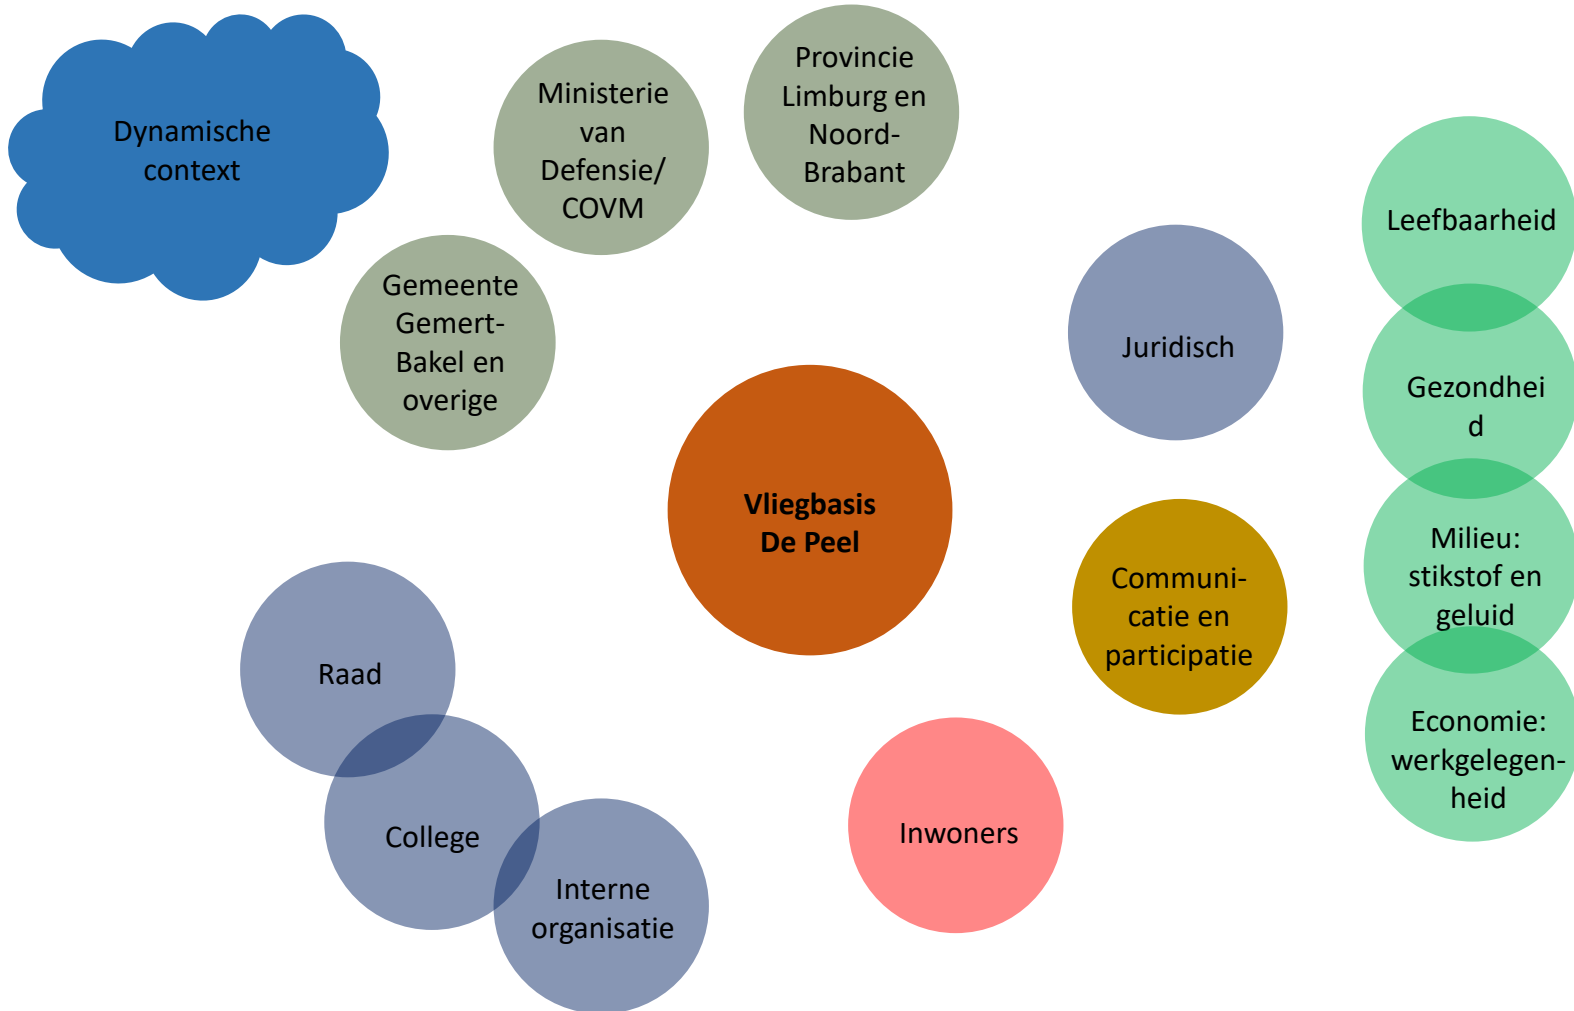 Dynamische
context
Ministerie
van
Defensie/
COVM
Provincie
Limburg en
Noord-
Brabant
Gemeente
Gemert-
Bakel en
overige
Leefbaarheid
Juridisch
Gezondhei
d
Vliegbasis
De Peel
Communi-
catie en
participatie
Milieu:
stikstof en
geluid
Raad
College
Interne
organisatie
Inwoners
Economie:
werkgelegen-
heid